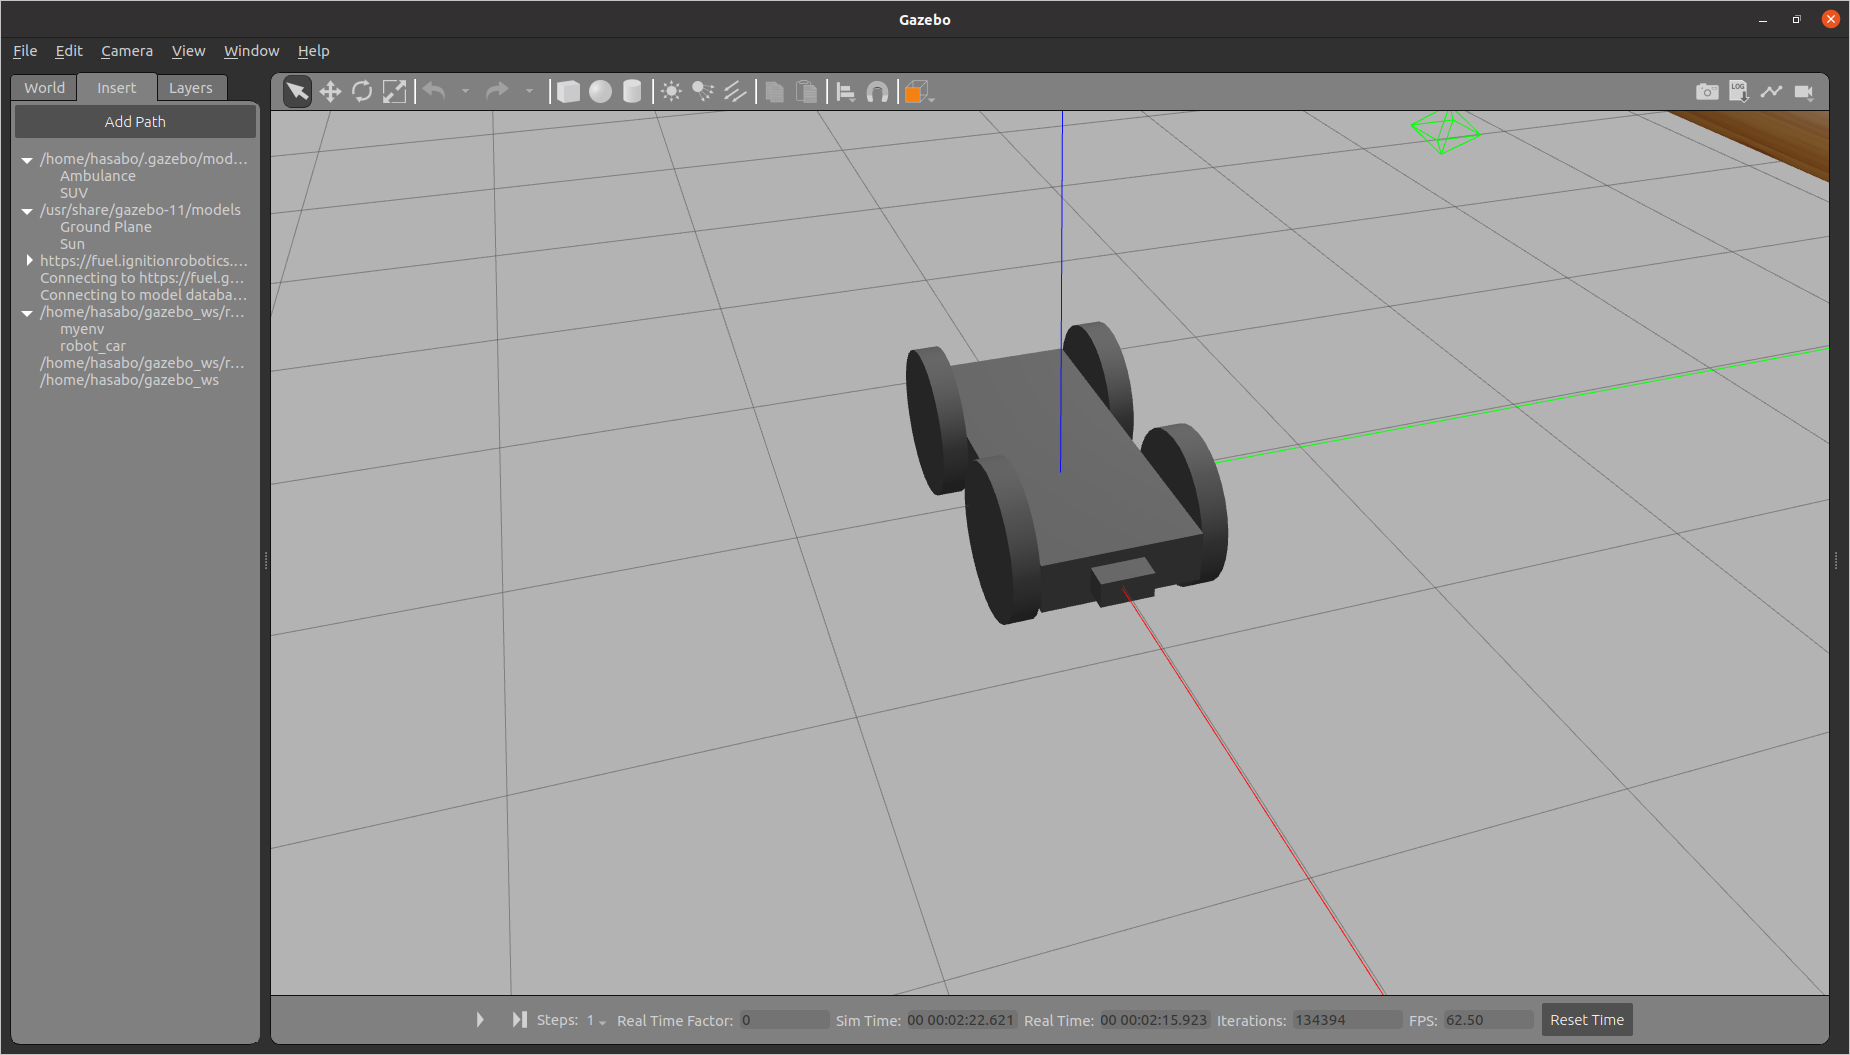 Gazebo
File Edit Camera View Window Help
World Insert Layers
Add Path
/home/hasabo/.gazebo/mod...
Ambulance
SUV
/usr/share/gazebo-11/models
Ground Plane
Sun
https://fuel.ignitionrobotics....
Connecting to https://fuel.g...
Connecting to model databa...
/home/hasabo/gazebo_ws/r...
myenv
robot_car
/home/hasabo/gazebo_ws/r...
/home/hasabo/gazebo_ws
LOG
Steps: 1 Real Time Factor: 0 Sim Time: 00 00:02:22.621 Real Time: 00 00:02:15.923 Iterations: 134394 FPS: 62.50 Reset Time